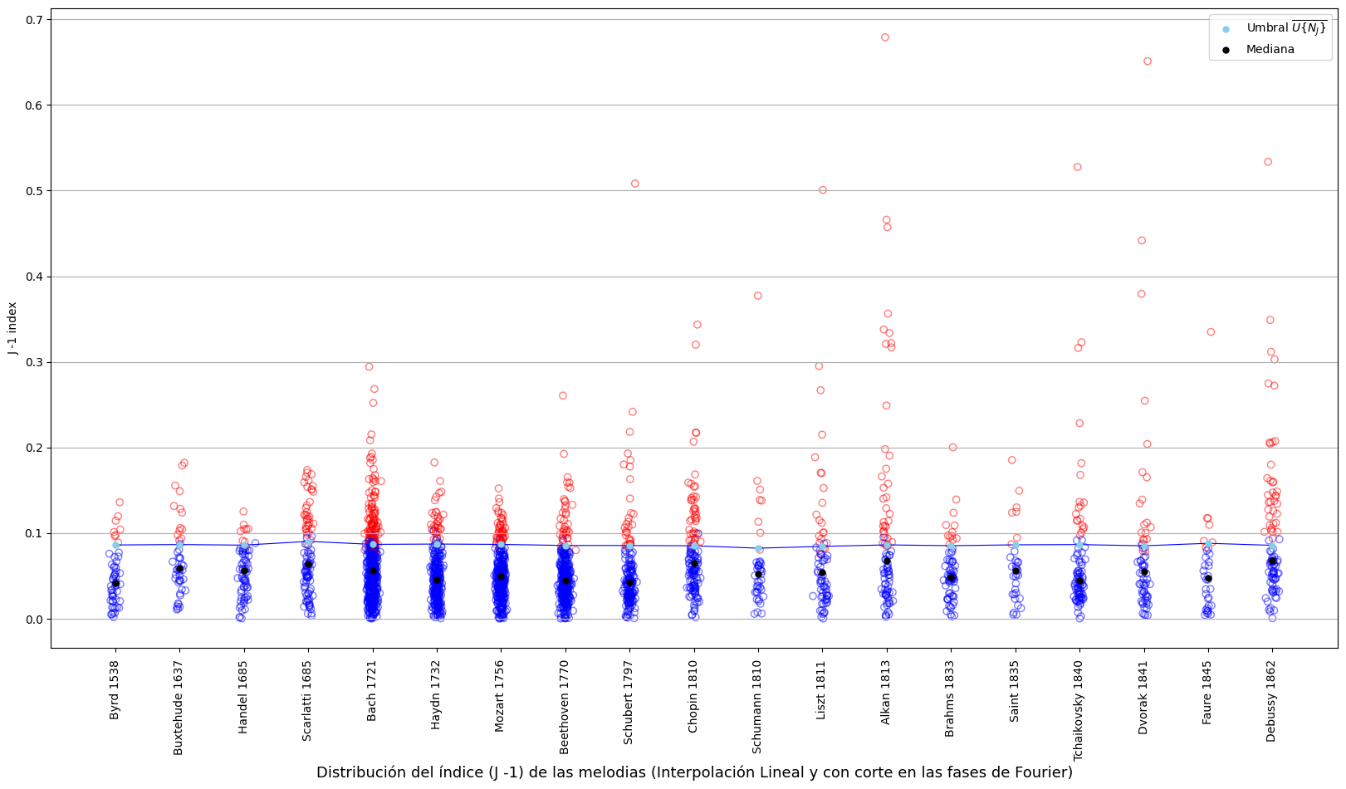 0.7
0.6
0.5
0.4
0.3
0.2
0.1
0.0
J -1 index
Umbral U{N_J}
Mediana
Byrd 1538
Buxtehude 1637
Handel 1685
Scarlatti 1685
Bach 1721
Haydn 1732
Mozart 1756
Beethoven 1770
Schubert 1797
Chopin 1810
Schumann 1810
Liszt 1811
Alkan 1813
Brahms 1833
Saint 1835
Tchaikovsky 1840
Dvorak 1841
Faure 1845
Debussy 1862
Distribución del índice (J -1) de las melodias (Interpolación Lineal y con corte en las fases de Fourier)